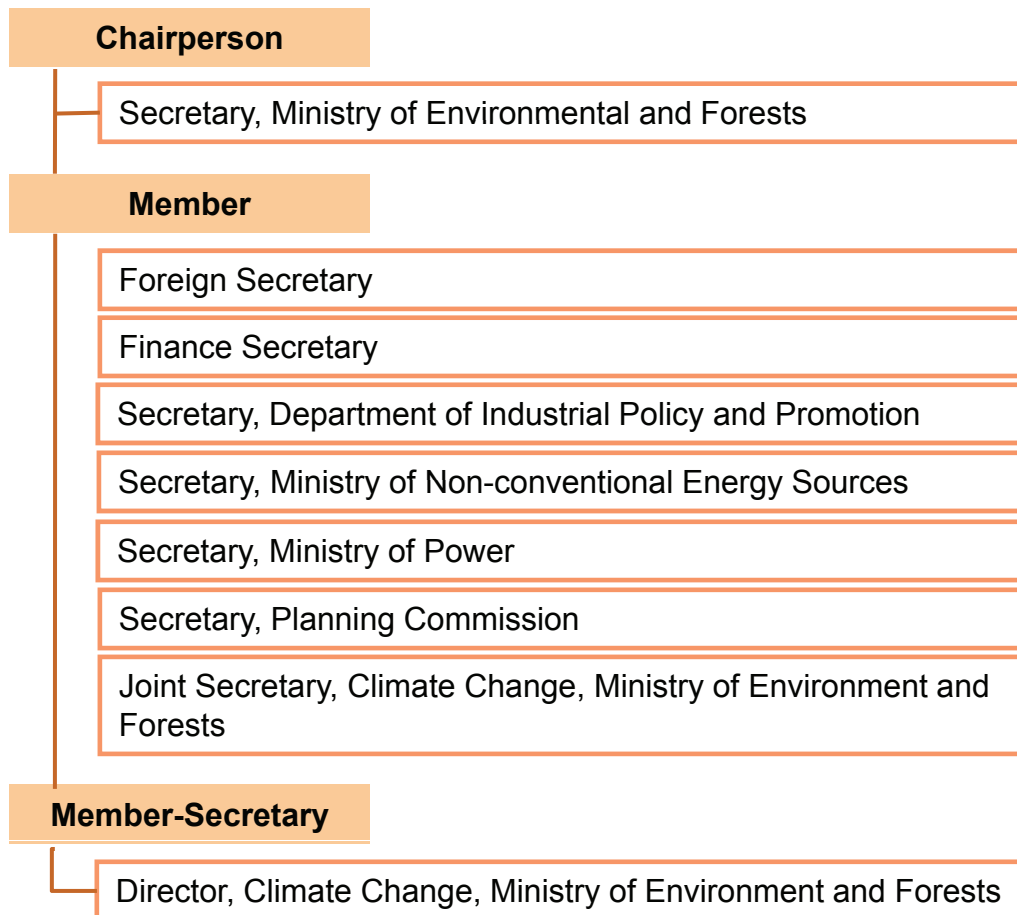 Chairperson
Secretary, Ministry of Environmental and Forests
Member
Foreign Secretary
Finance Secretary
Secretary, Department of Industrial Policy and Promotion
Secretary, Ministry of Non-conventional Energy Sources
Secretary, Ministry of Power
Secretary, Planning Commission
Joint Secretary, Climate Change, Ministry of Environment and
Forests
Member-Secretary
Director, Climate Change, Ministry of Environment and Forests